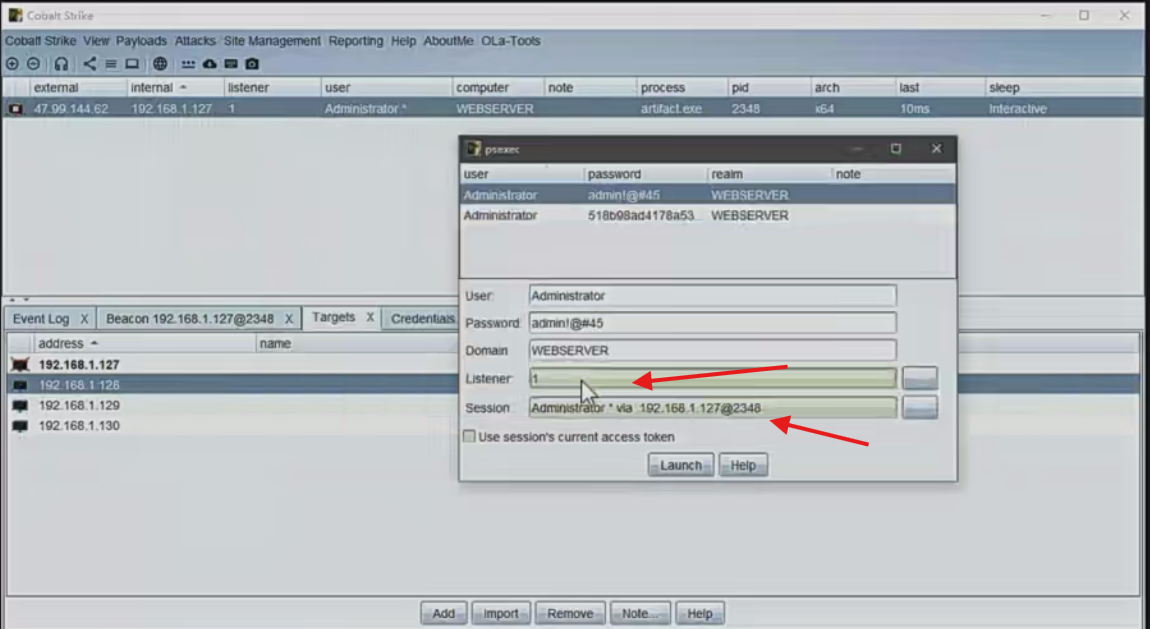 Cobalt Strike
Cobalt Strike View Payloads Attacks Site Management Reporting Help AboutMe OLa-Tools
external internal listener user computer note process pid arch last sleep
47.99.144.62 192.168.1.127 1 Administrator * WEBSERVER artifact.exe 2348 x64 10ms Interactive
psexec
user password realm note
Administrator admin!@#45 WEBSERVER
Administrator 518b98ad4178a53... WEBSERVER
User: Administrator
Password: admin!@#45
Domain WEBSERVER
Listener: 1
Session Administrator * via 192.168.1.127@2348
Use session's current access token
Launch Help
Event Log X Beacon 192.168.1.127@2348 X Targets X Credentials
address name
192.168.1.127
192.168.1.128
192.168.1.129
192.168.1.130
Add Import Remove Note... Help